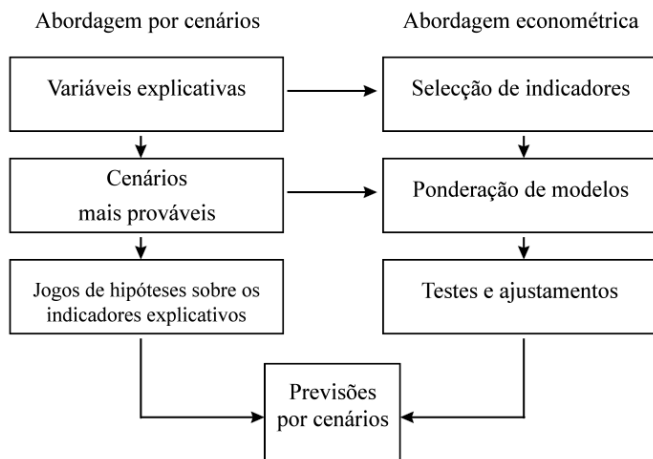 Abordagem por cenários
Abordagem econométrica
Variáveis explicativas
Selecção de indicadores
Cenários
mais prováveis
Ponderação de modelos
Jogos de hipóteses sobre os
indicadores explicativos
Testes e ajustamentos
Previsões
por cenários